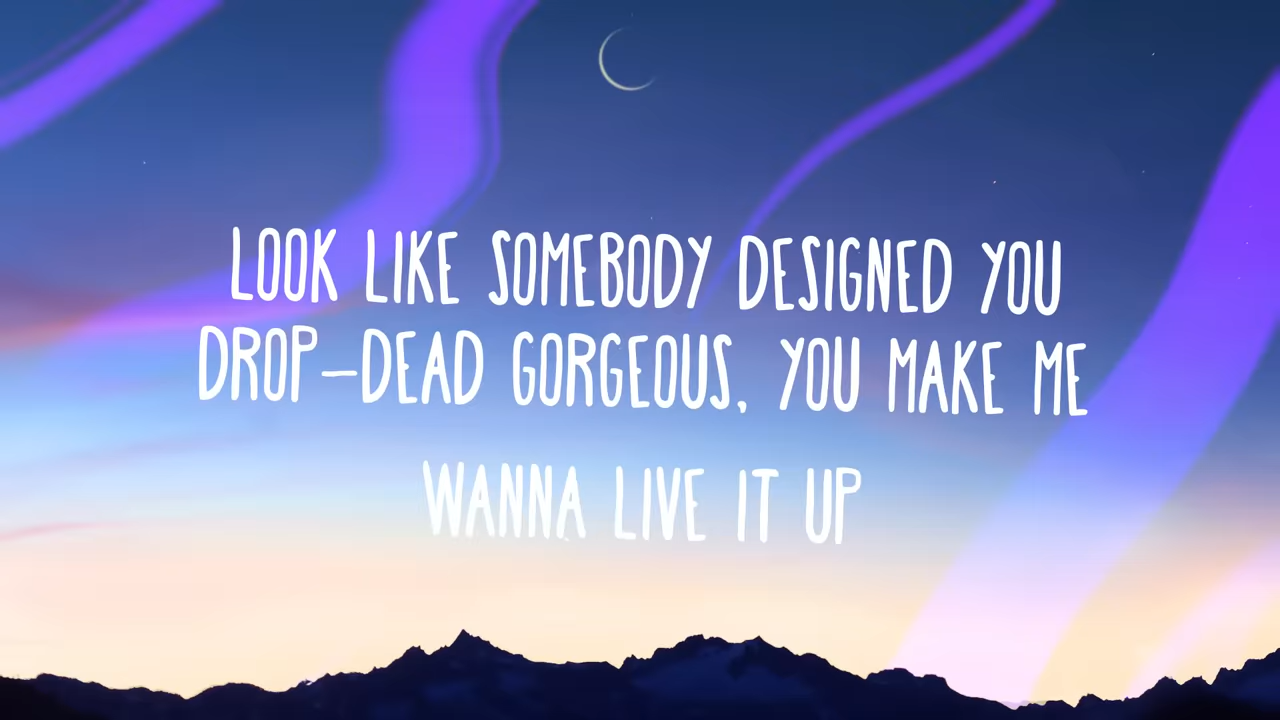 LOOK LIKE SOMEBODY DESIGNED YOU
DROP-DEAD GORGEOUS, YOU MAKE ME
WANNA LIVE IT UP